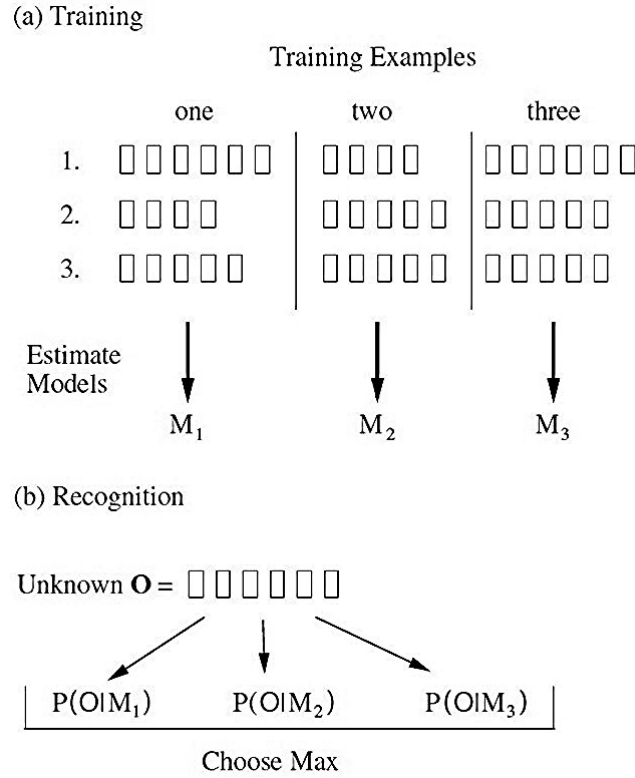 (a) Training
Training Examples
one two three
1.
2.
3.
Estimate
Models
M₁ M₂ M₃
(b) Recognition
Unknown O =
P(O|M₁) P(O|M₂) P(O|M₃)
Choose Max